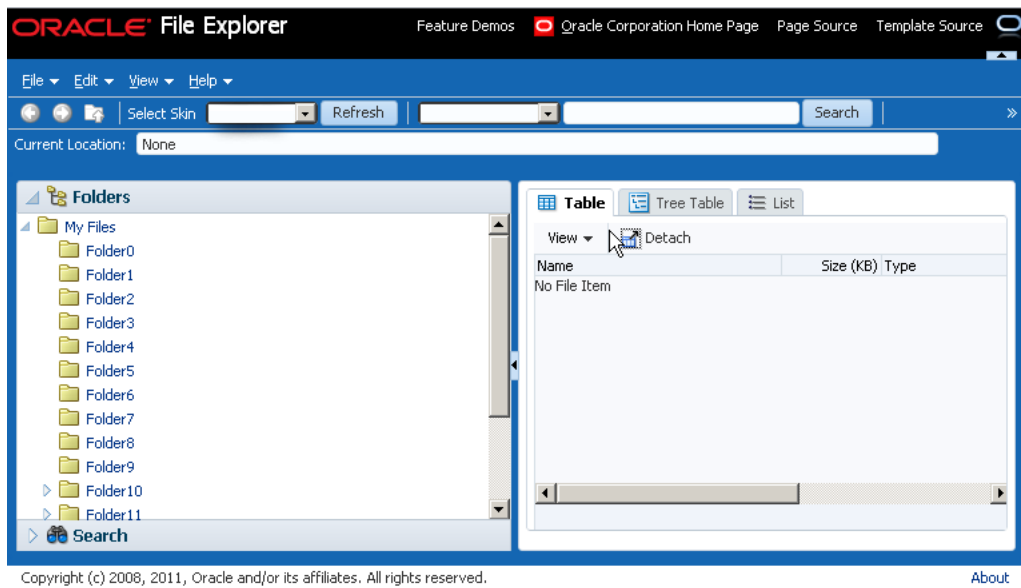 ORACLE File Explorer Feature Demos Oracle Corporation Home Page Page Source Template Source
File Edit View Help
Select Skin Refresh Search »
Current Location: None
Folders
My Files
Folder0
Folder1
Folder2
Folder3
Folder4
Folder5
Folder6
Folder7
Folder8
Folder9
Folder10
Folder11
Search
Table Tree Table List
View Detach
Name Size (KB) Type
No File Item
Copyright (c) 2008, 2011, Oracle and/or its affiliates. All rights reserved. About